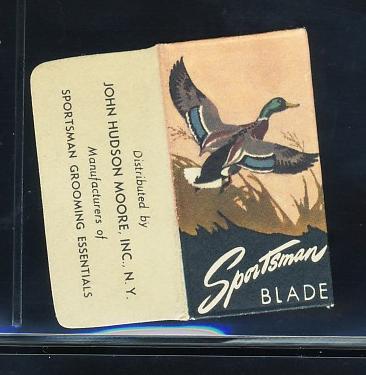 Distributed by
JOHN HUDSON MOORE, INC., N. Y.
Manufacturers of
SPORTSMAN GROOMING ESSENTIALS
Sportsman
BLADE